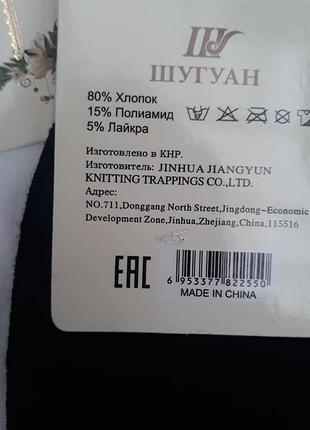 ШУГУАН
80% Хлопок
15% Полиамид
5% Лайкра
Изготовлено в КНР.
Изготовитель: JINHUA JIANGYUN
KNITTING TRAPPINGS CO.,LTD.
Адрес:
NO.711,Donggang North Street,Jingdong-Economic
Development Zone,Jinhua,Zhejiang,China,115516
EAC
6 953377 822550
MADE IN CHINA